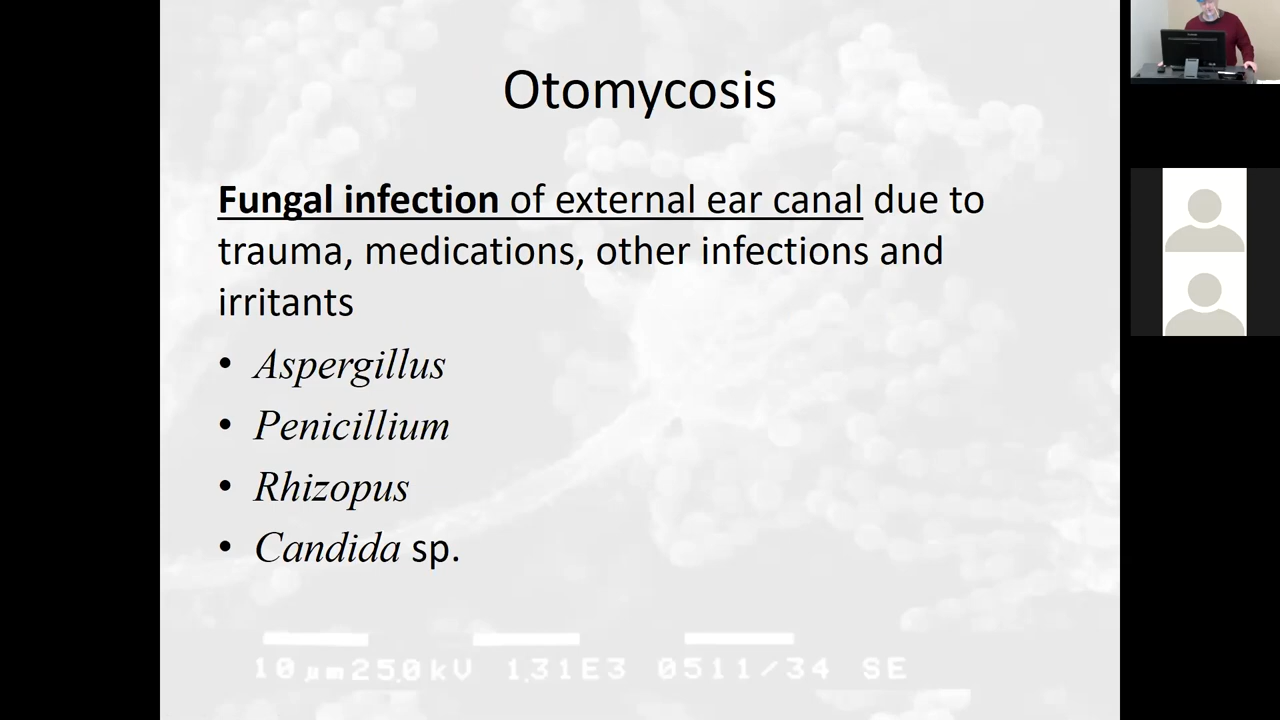 Otomycosis
Fungal infection of external ear canal due to
trauma, medications, other infections and
irritants
• Aspergillus
• Penicillium
• Rhizopus
• Candida sp.
10µm25.0kV 1.31E3 0511/34 SE